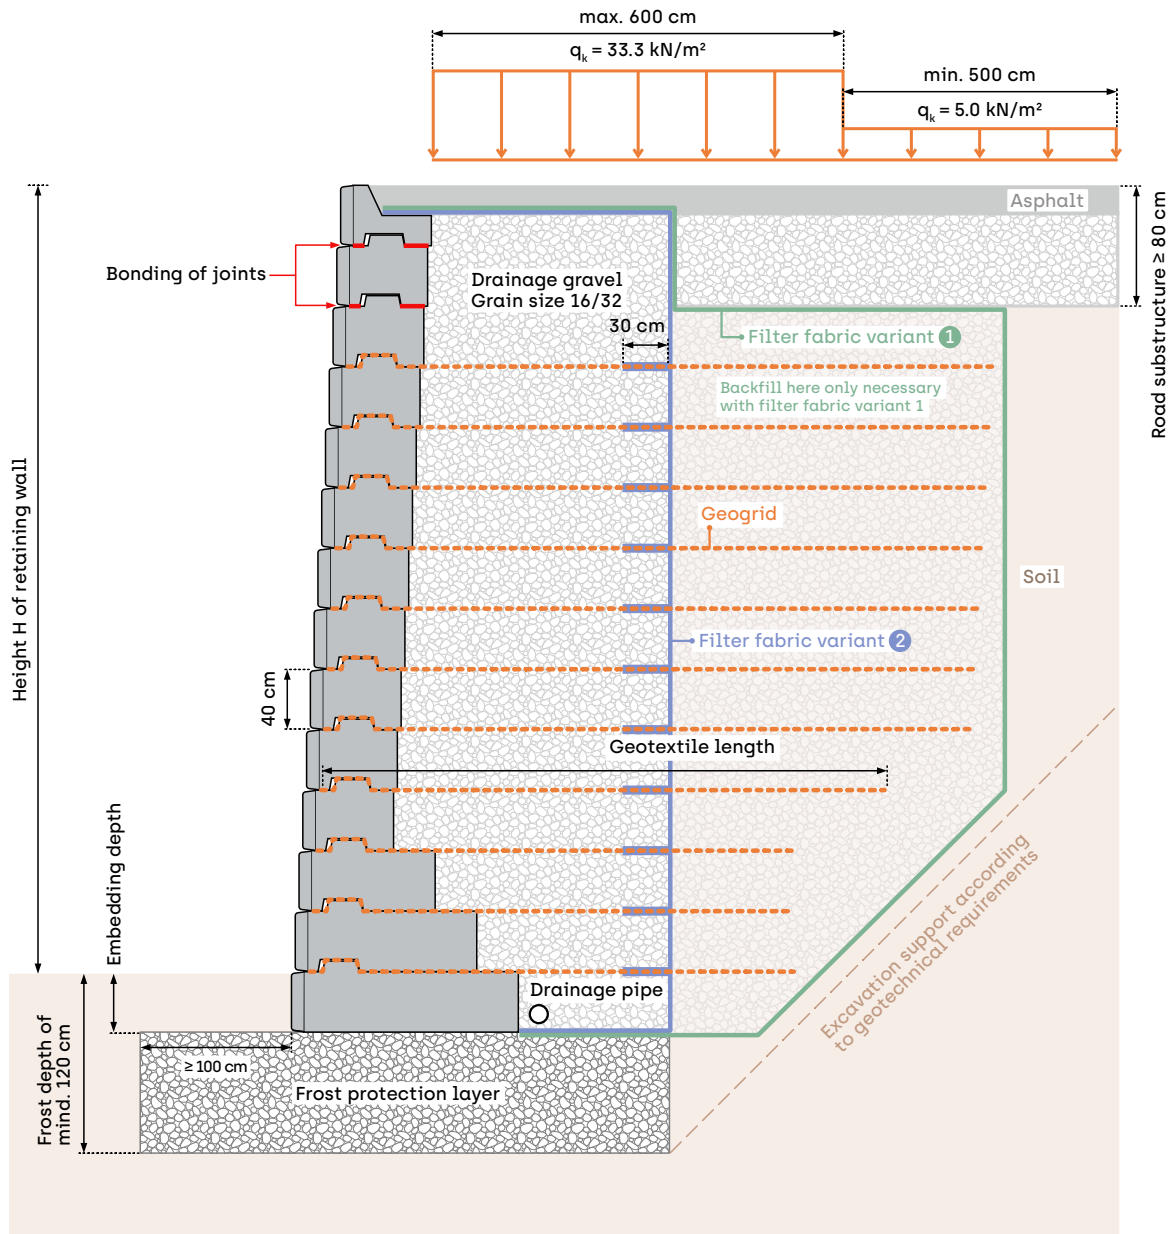 max. 600 cm
qk = 33.3 kN/m²
min. 500 cm
qk = 5.0 kN/m²
Asphalt
Road substructure ≥ 80 cm
Bonding of joints
Drainage gravel
Grain size 16/32
30 cm
Filter fabric variant 1
Backfill here only necessary
with filter fabric variant 1
Height H of retaining wall
Geogrid
Soil
Filter fabric variant 2
40 cm
Geotextile length
Embedding depth
Excavation support according
to geotechnical requirements
Drainage pipe
Frost depth of
mind. 120 cm
≥ 100 cm
Frost protection layer